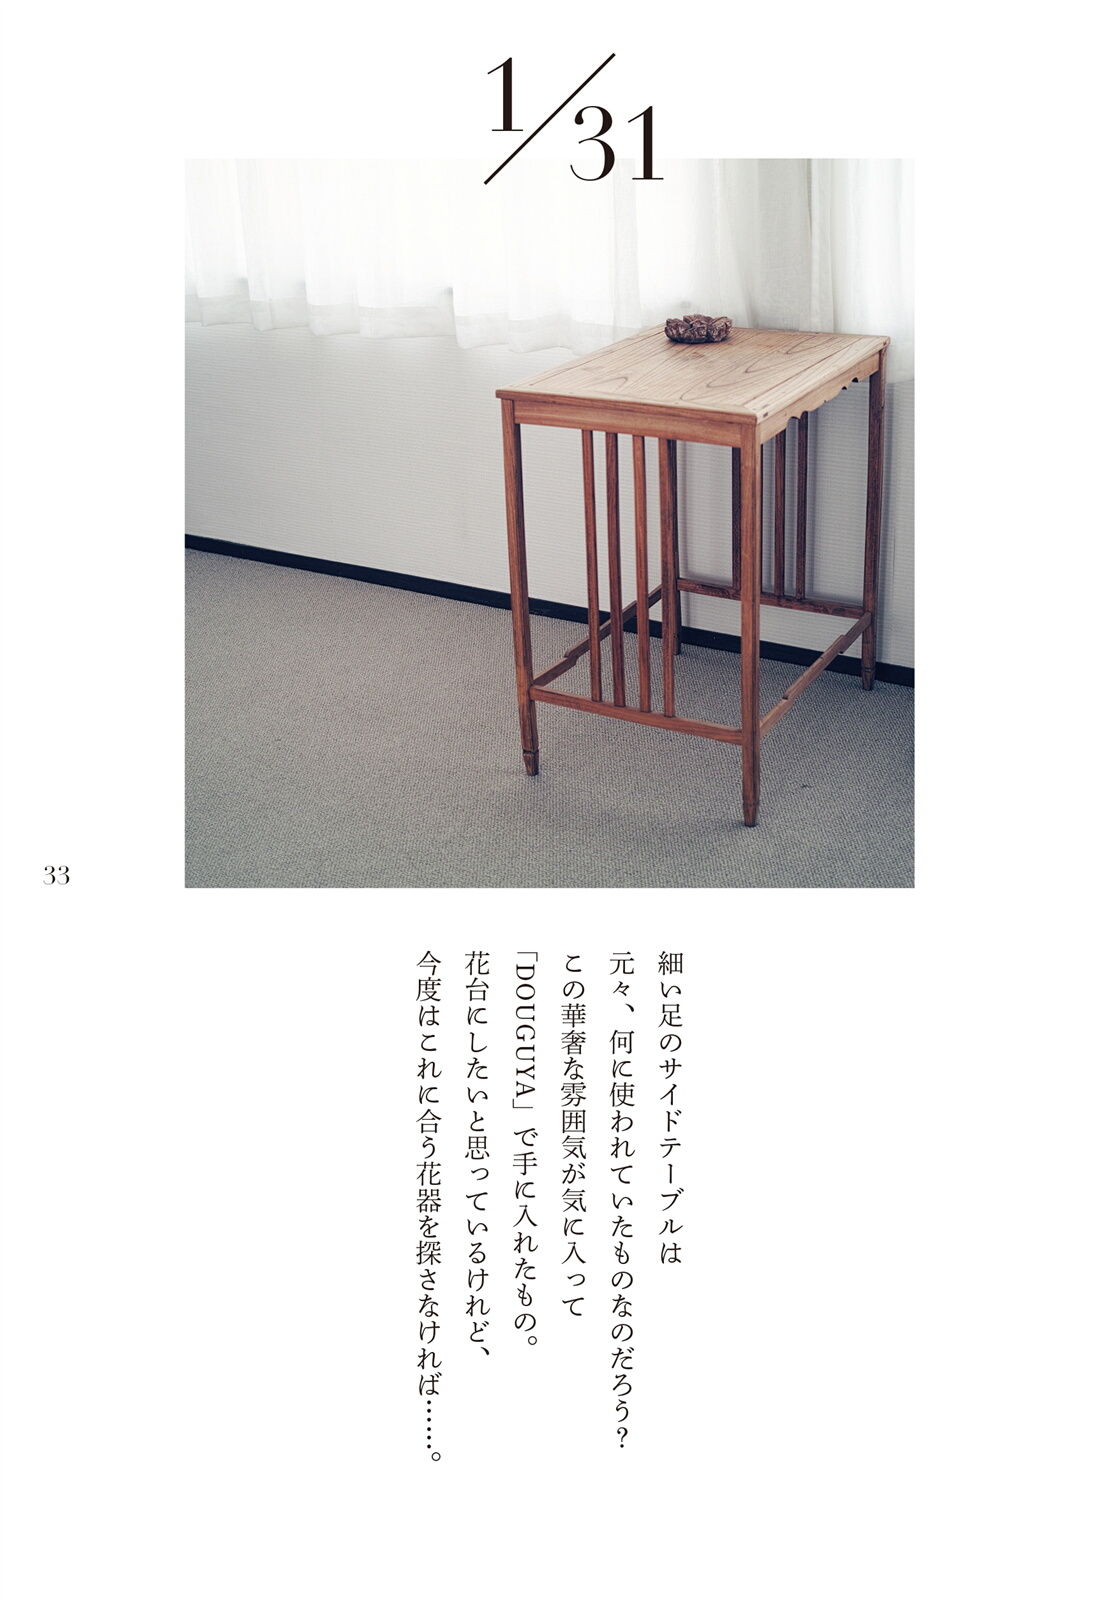 1/31
細い足のサイドテーブルは
元々、何に使われていたものなのだろう?
この華奢な雰囲気が気に入って
「DOUGUYA」で手に入れたもの。
花台にしたいと思っているけれど、
今度はこれに合う花器を探さなければ……。
33